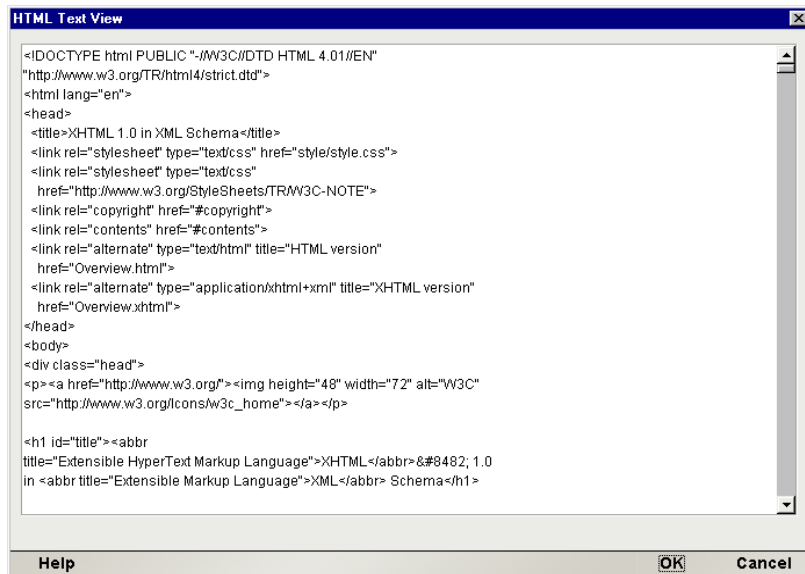 HTML Text View
<!DOCTYPE html PUBLIC "-//W3C//DTD HTML 4.01//EN"
"http://www.w3.org/TR/html4/strict.dtd">
<html lang="en">
<head>
  <title>XHTML 1.0 in XML Schema</title>
  <link rel="stylesheet" type="text/css" href="style/style.css">
  <link rel="stylesheet" type="text/css"
    href="http://www.w3.org/StyleSheets/TR/W3C-NOTE">
  <link rel="copyright" href="#copyright">
  <link rel="contents" href="#contents">
  <link rel="alternate" type="text/html" title="HTML version"
    href="Overview.html">
  <link rel="alternate" type="application/xhtml+xml" title="XHTML version"
    href="Overview.xhtml">
</head>
<body>
<div class="head">
<p><a href="http://www.w3.org/"><img height="48" width="72" alt="W3C"
src="http://www.w3.org/Icons/w3c_home"></a></p>

<h1 id="title"><abbr
title="Extensible HyperText Markup Language">XHTML</abbr>&#8482; 1.0
in <abbr title="Extensible Markup Language">XML</abbr> Schema</h1>
Help OK Cancel